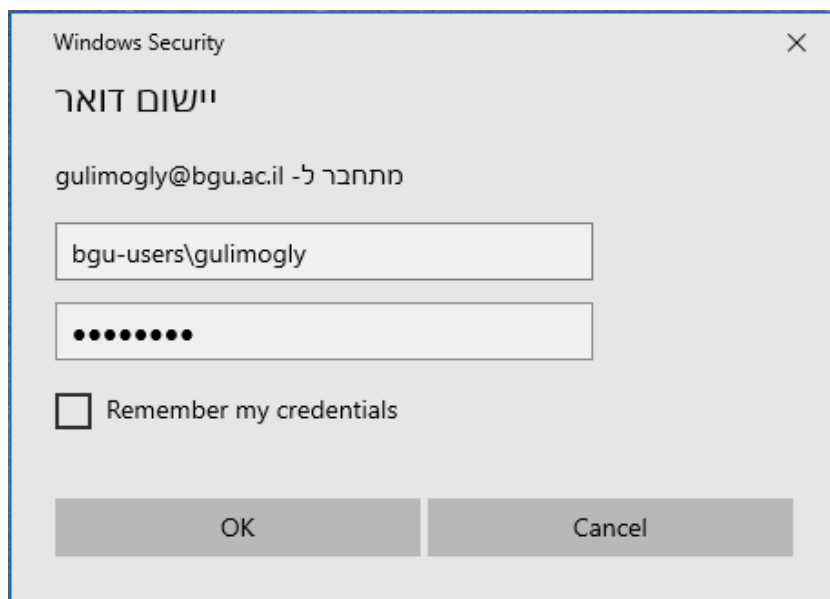 Windows Security
יישום דואר
מתחבר ל- gulimogly@bgu.ac.il
bgu-users\gulimogly
●●●●●●●●
Remember my credentials
OK
Cancel